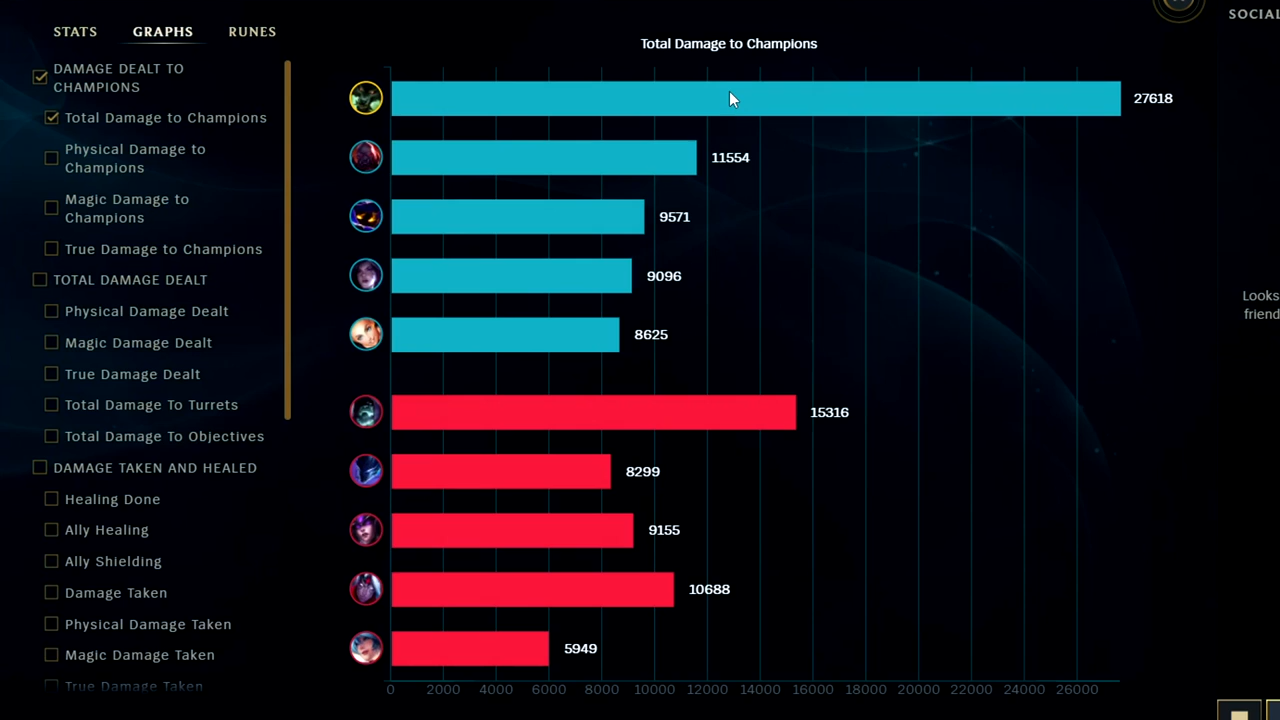 STATS
GRAPHS
RUNES
SOCIAL
DAMAGE DEALT TO
CHAMPIONS
Total Damage to Champions
Physical Damage to
Champions
Magic Damage to
Champions
True Damage to Champions
TOTAL DAMAGE DEALT
Physical Damage Dealt
Magic Damage Dealt
True Damage Dealt
Total Damage To Turrets
Total Damage To Objectives
DAMAGE TAKEN AND HEALED
Healing Done
Ally Healing
Ally Shielding
Damage Taken
Physical Damage Taken
Magic Damage Taken
True Damage Taken
Total Damage to Champions
27618
11554
9571
9096
8625
15316
8299
9155
10688
5949
0 2000 4000 6000 8000 10000 12000 14000 16000 18000 20000 22000 24000 26000
Looks
friend